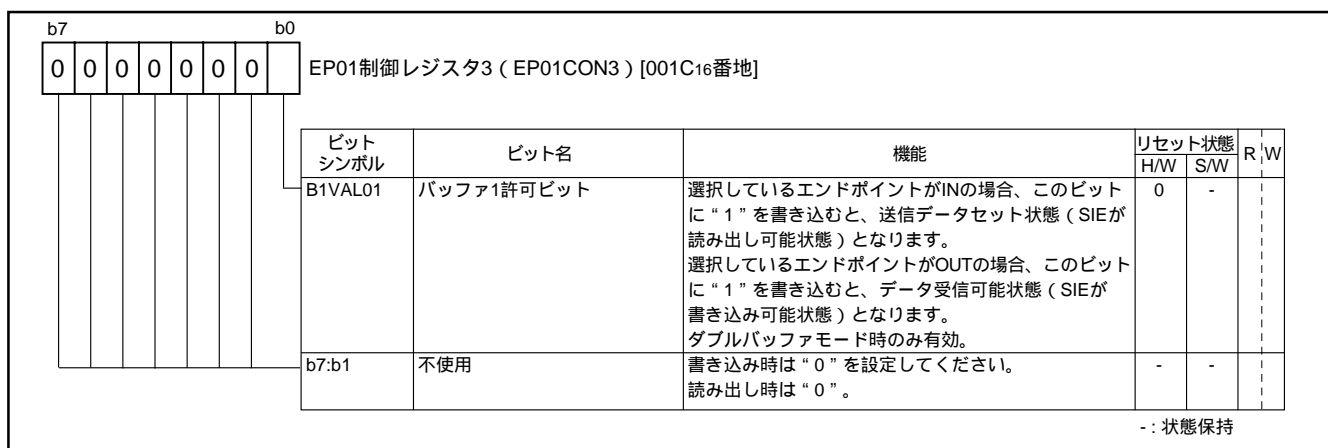 b7 b0
0 0 0 0 0 0 0
EP01制御レジスタ3（EP01CON3）[001C16番地]
ビット
シンボル
ビット名
機能
リセット状態
H/W S/W
R W
B1VAL01 バッファ1許可ビット 選択しているエンドポイントがINの場合、このビット 0 -
に“1”を書き込むと、送信データセット状態（SIEが
読み出し可能状態）となります。
選択しているエンドポイントがOUTの場合、このビット
に“1”を書き込むと、データ受信可能状態（SIEが
書き込み可能状態）となります。
ダブルバッファモード時のみ有効。
b7:b1 不使用 書き込み時は“0”を設定してください。 - -
読み出し時は“0”。
- : 状態保持